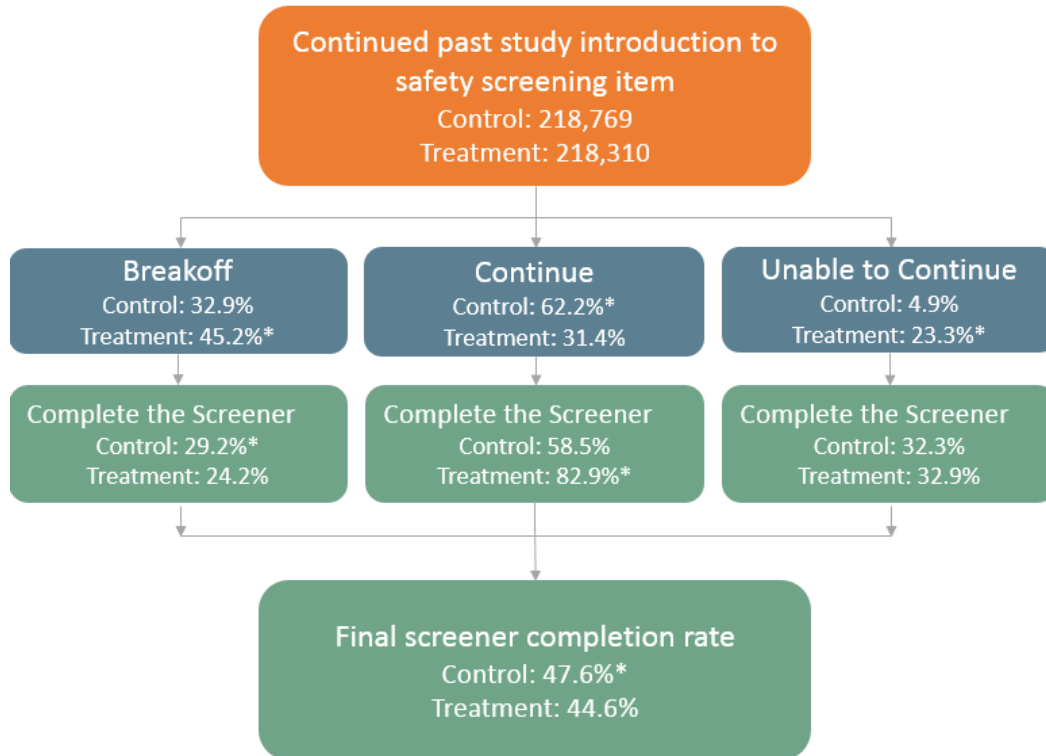 Continued past study introduction to
safety screening item
Control: 218,769
Treatment: 218,310
Breakoff
Control: 32.9%
Treatment: 45.2%*
Continue
Control: 62.2%*
Treatment: 31.4%
Unable to Continue
Control: 4.9%
Treatment: 23.3%*
Complete the Screener
Control: 29.2%*
Treatment: 24.2%
Complete the Screener
Control: 58.5%
Treatment: 82.9%*
Complete the Screener
Control: 32.3%
Treatment: 32.9%
Final screener completion rate
Control: 47.6%*
Treatment: 44.6%